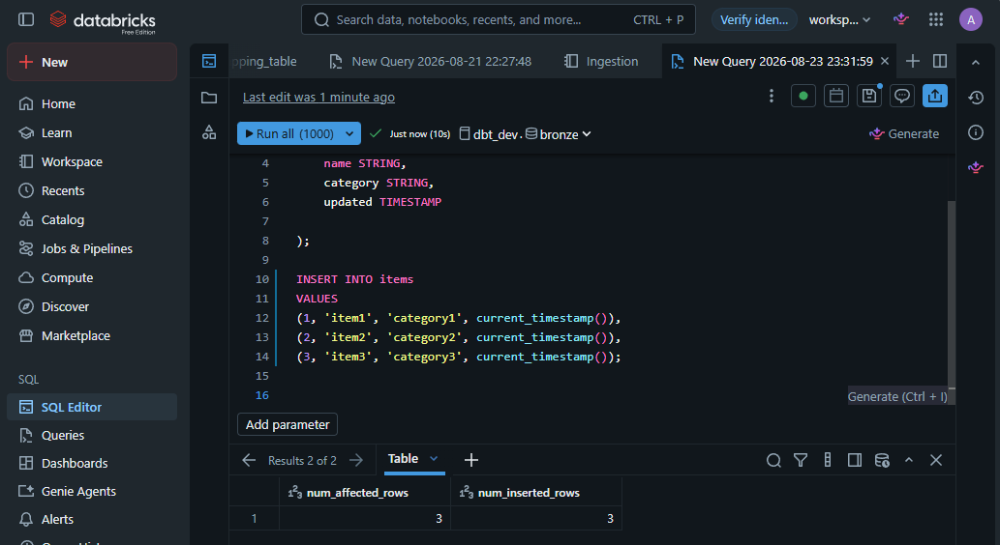 databricks
Free Edition
Search data, notebooks, recents, and more...
CTRL + P
Verify iden...
worksp...
A
New
Home
Learn
Workspace
Recents
Catalog
Jobs & Pipelines
Compute
Discover
Marketplace
SQL
SQL Editor
Queries
Dashboards
Genie Agents
Alerts
pping_table
New Query 2026-08-21 22:27:48
Ingestion
New Query 2026-08-23 23:31:59
Last edit was 1 minute ago
Run all (1000)
Just now (10s)
dbt_dev.
bronze
Generate
4 name STRING,
5 category STRING,
6 updated TIMESTAMP
7
8 );
9
10 INSERT INTO items
11 VALUES
12 (1, 'item1', 'category1', current_timestamp()),
13 (2, 'item2', 'category2', current_timestamp()),
14 (3, 'item3', 'category3', current_timestamp());
15
16
Generate (Ctrl + I)
Add parameter
Results 2 of 2
Table
num_affected_rows
num_inserted_rows
1 3 3